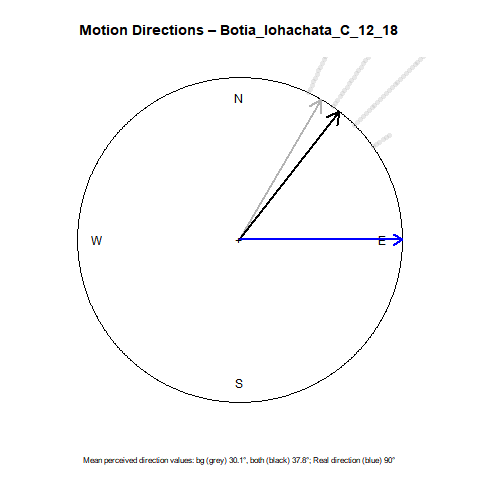 Motion Directions – Botia_lohachata_C_12_18
N
W
E
S
Mean perceived direction values: bg (grey) 30.1°, both (black) 37.8°; Real direction (blue) 90°